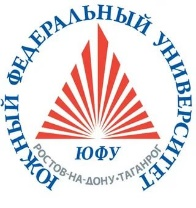 ЮЖНЫЙ ФЕДЕРАЛЬНЫЙ УНИВЕРСИТЕТ
ЮФУ
РОСТОВ-НА-ДОНУ·ТАГАНРОГ